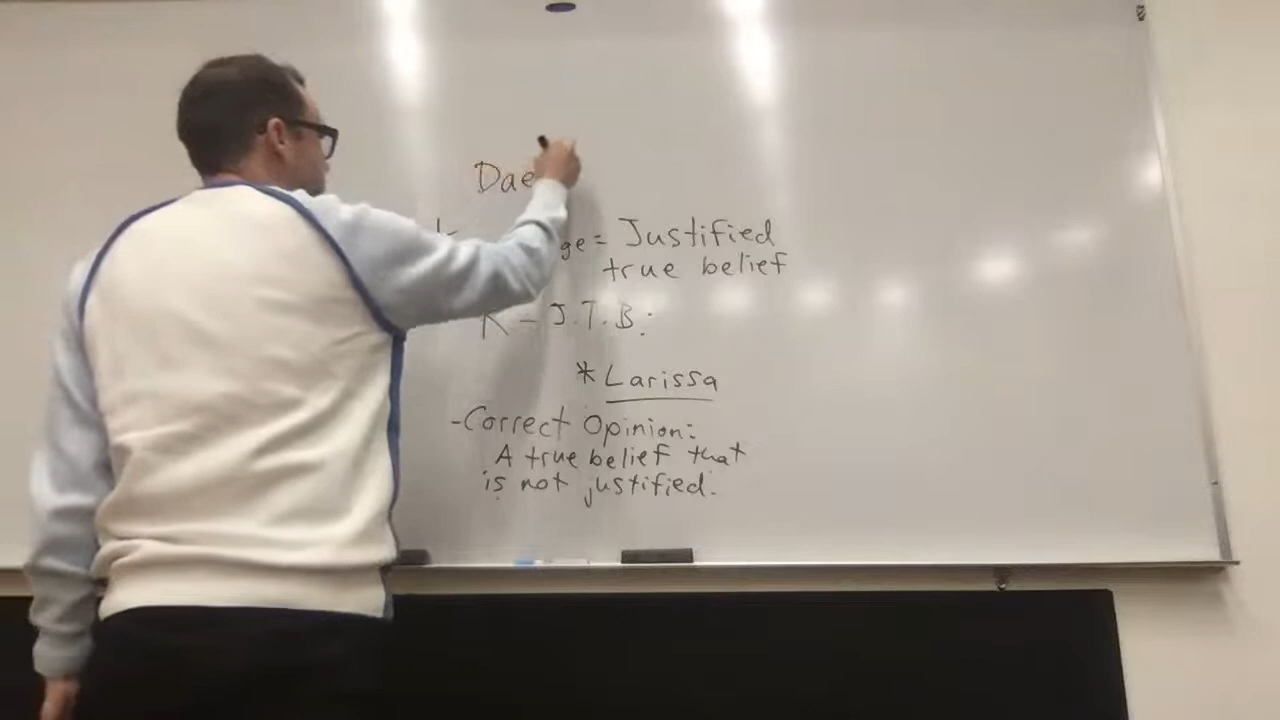 Dae
ge = Justified
true belief
K = J.T.B:
* Larissa
-Correct Opinion:
A true belief that
is not justified.